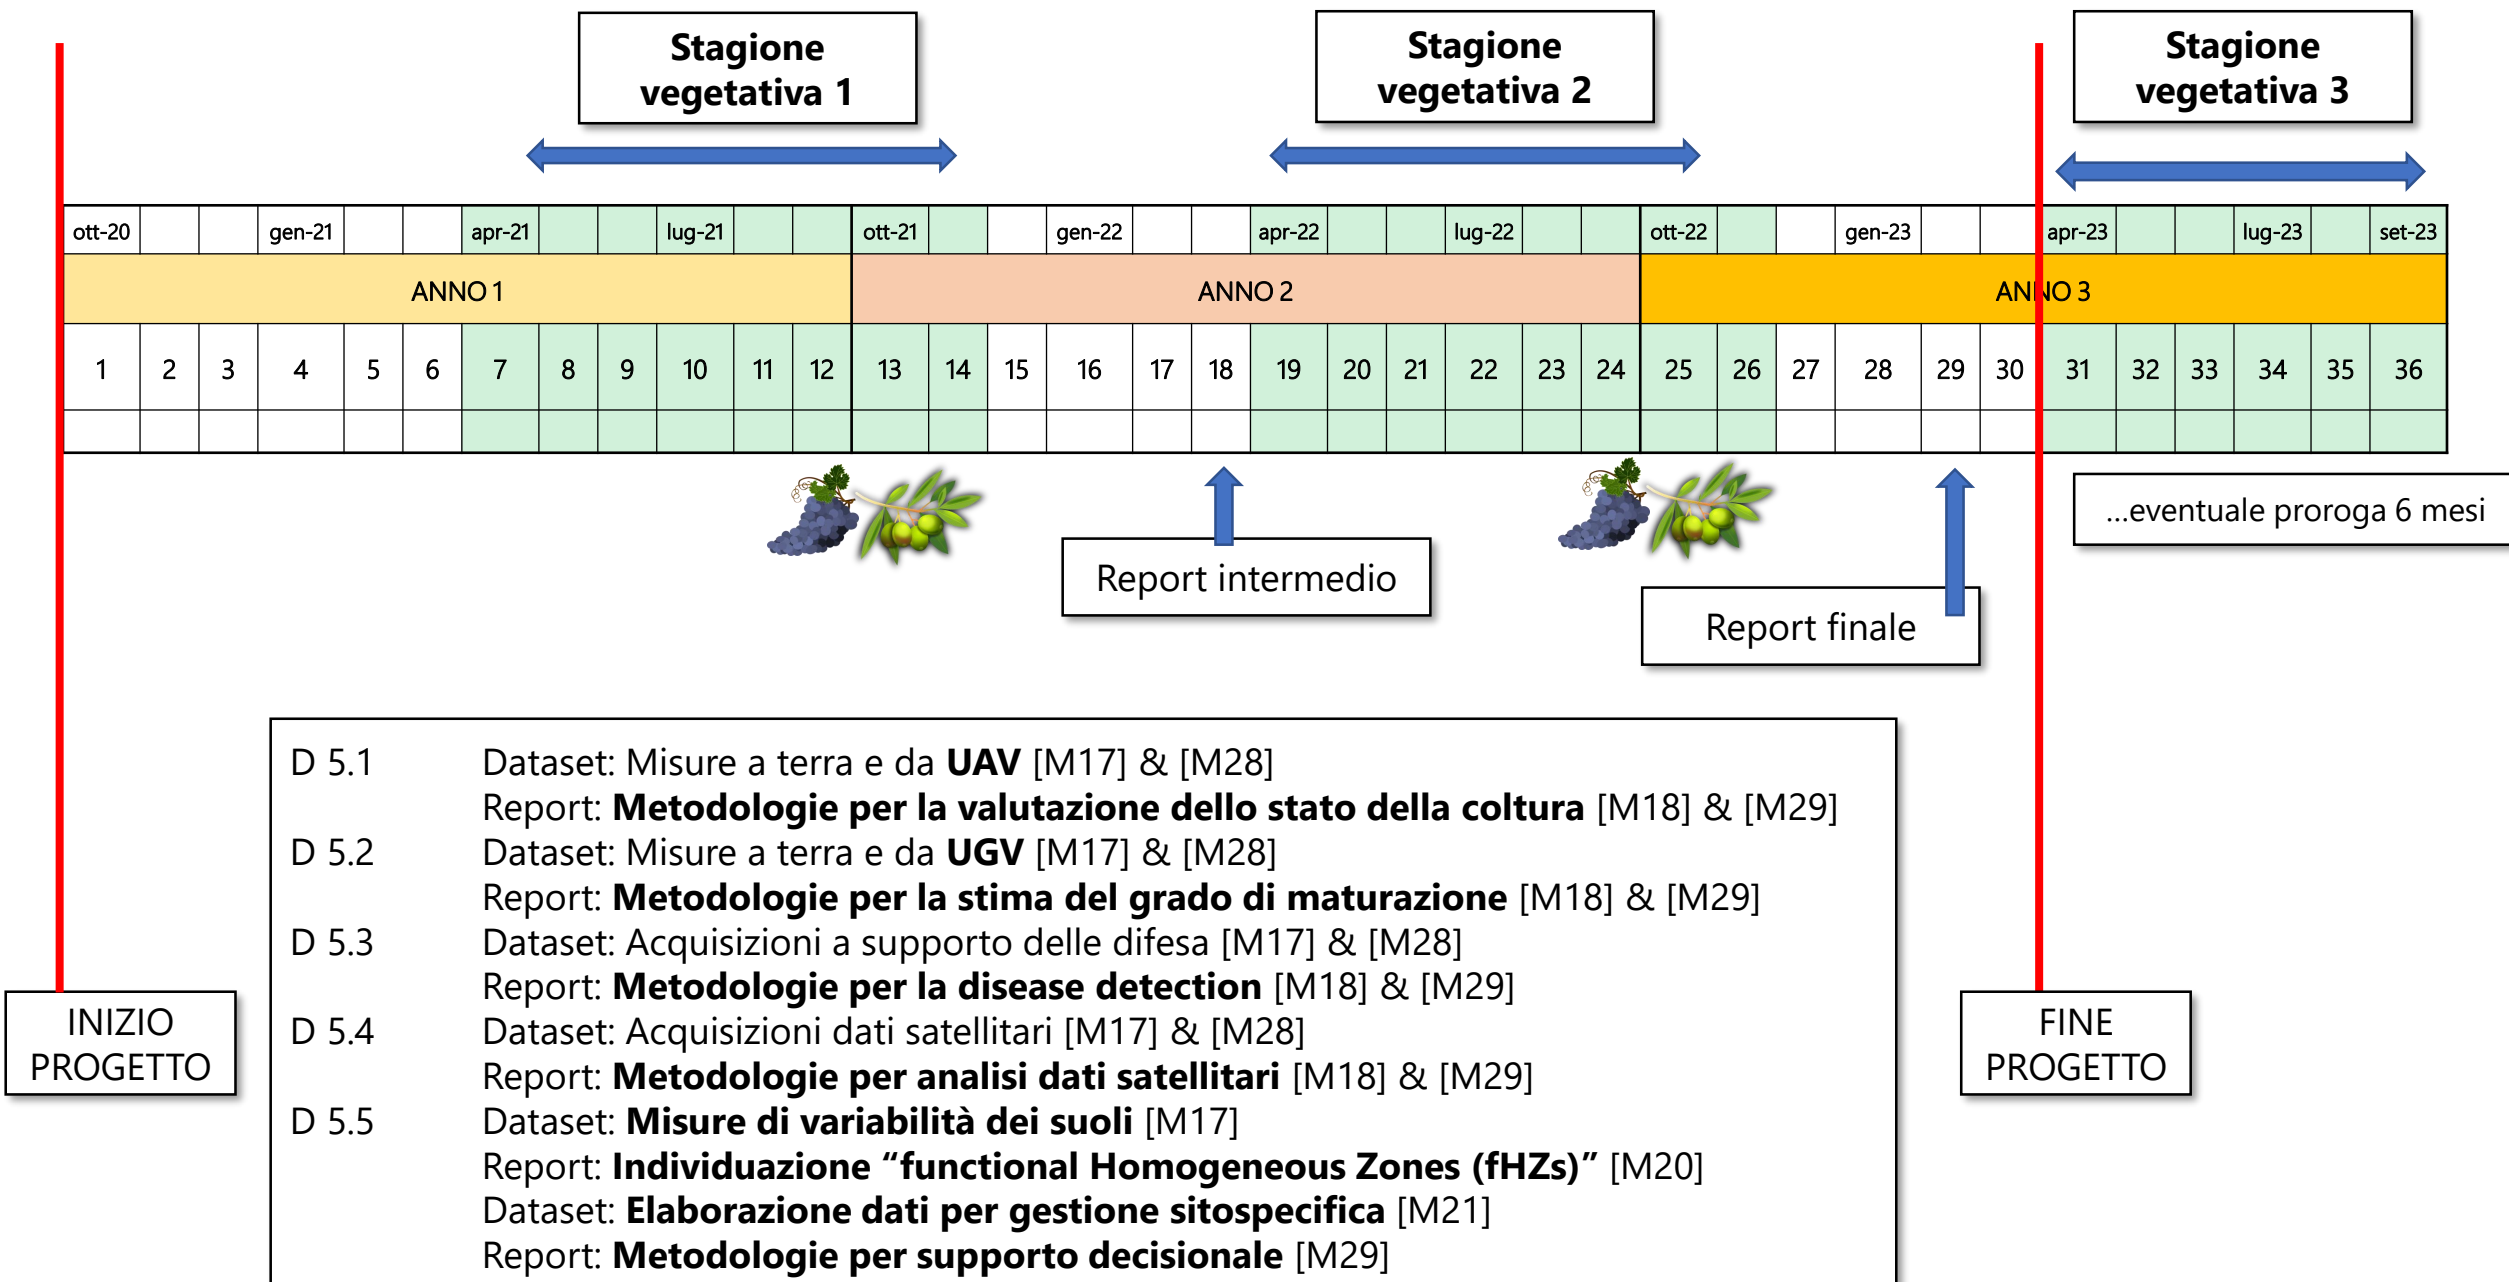 Stagione
vegetativa 1
Stagione
vegetativa 2
Stagione
vegetativa 3
ott-20 gen-21 apr-21 lug-21 ott-21 gen-22 apr-22 lug-22 ott-22 gen-23 apr-23 lug-23 set-23
ANNO 1 ANNO 2 ANNO 3
1 2 3 4 5 6 7 8 9 10 11 12 13 14 15 16 17 18 19 20 21 22 23 24 25 26 27 28 29 30 31 32 33 34 35 36
...eventuale proroga 6 mesi
Report intermedio
Report finale
D 5.1 Dataset: Misure a terra e da UAV [M17] & [M28]
Report: Metodologie per la valutazione dello stato della coltura [M18] & [M29]
D 5.2 Dataset: Misure a terra e da UGV [M17] & [M28]
Report: Metodologie per la stima del grado di maturazione [M18] & [M29]
D 5.3 Dataset: Acquisizioni a supporto delle difesa [M17] & [M28]
Report: Metodologie per la disease detection [M18] & [M29]
D 5.4 Dataset: Acquisizioni dati satellitari [M17] & [M28]
Report: Metodologie per analisi dati satellitari [M18] & [M29]
D 5.5 Dataset: Misure di variabilità dei suoli [M17]
Report: Individuazione “functional Homogeneous Zones (fHZs)” [M20]
Dataset: Elaborazione dati per gestione sitospecifica [M21]
Report: Metodologie per supporto decisionale [M29]
INIZIO
PROGETTO
FINE
PROGETTO